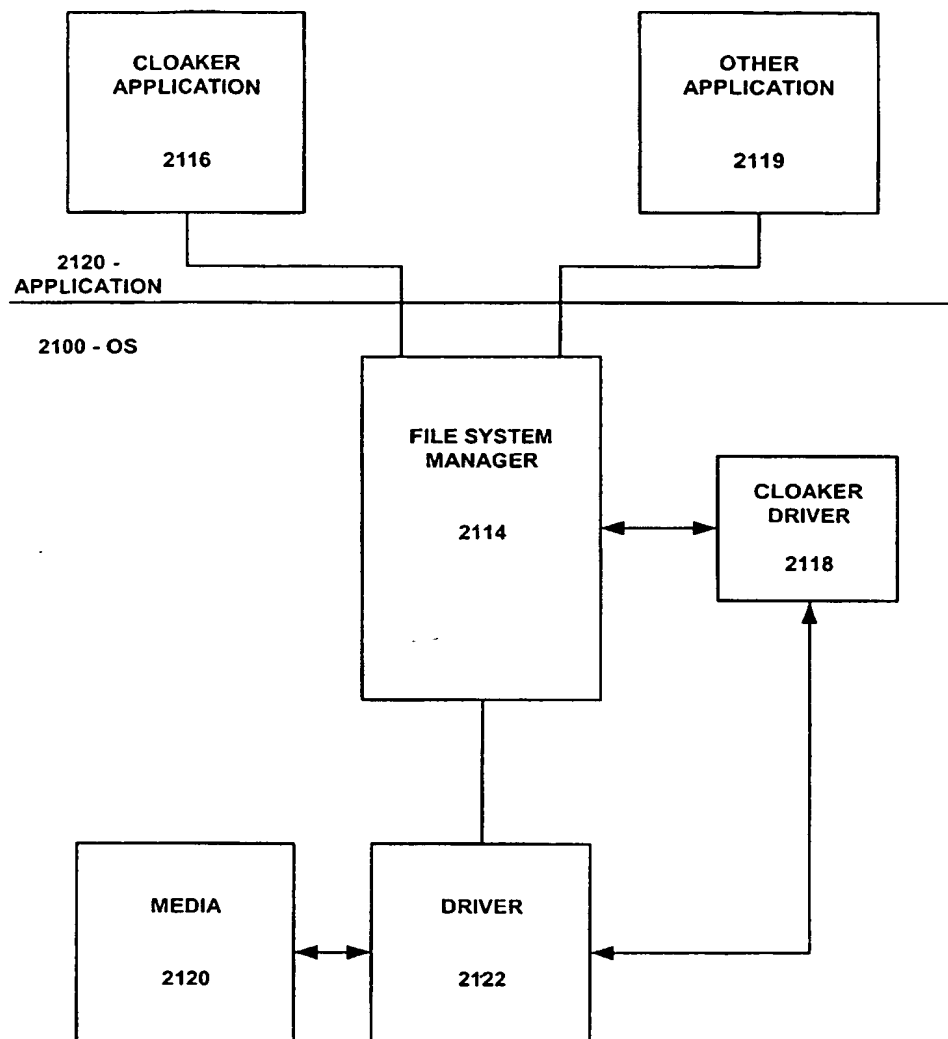 CLOAKER
APPLICATION
2116
OTHER
APPLICATION
2119
2120 -
APPLICATION
2100 - OS
FILE SYSTEM
MANAGER
2114
CLOAKER
DRIVER
2118
MEDIA
2120
DRIVER
2122